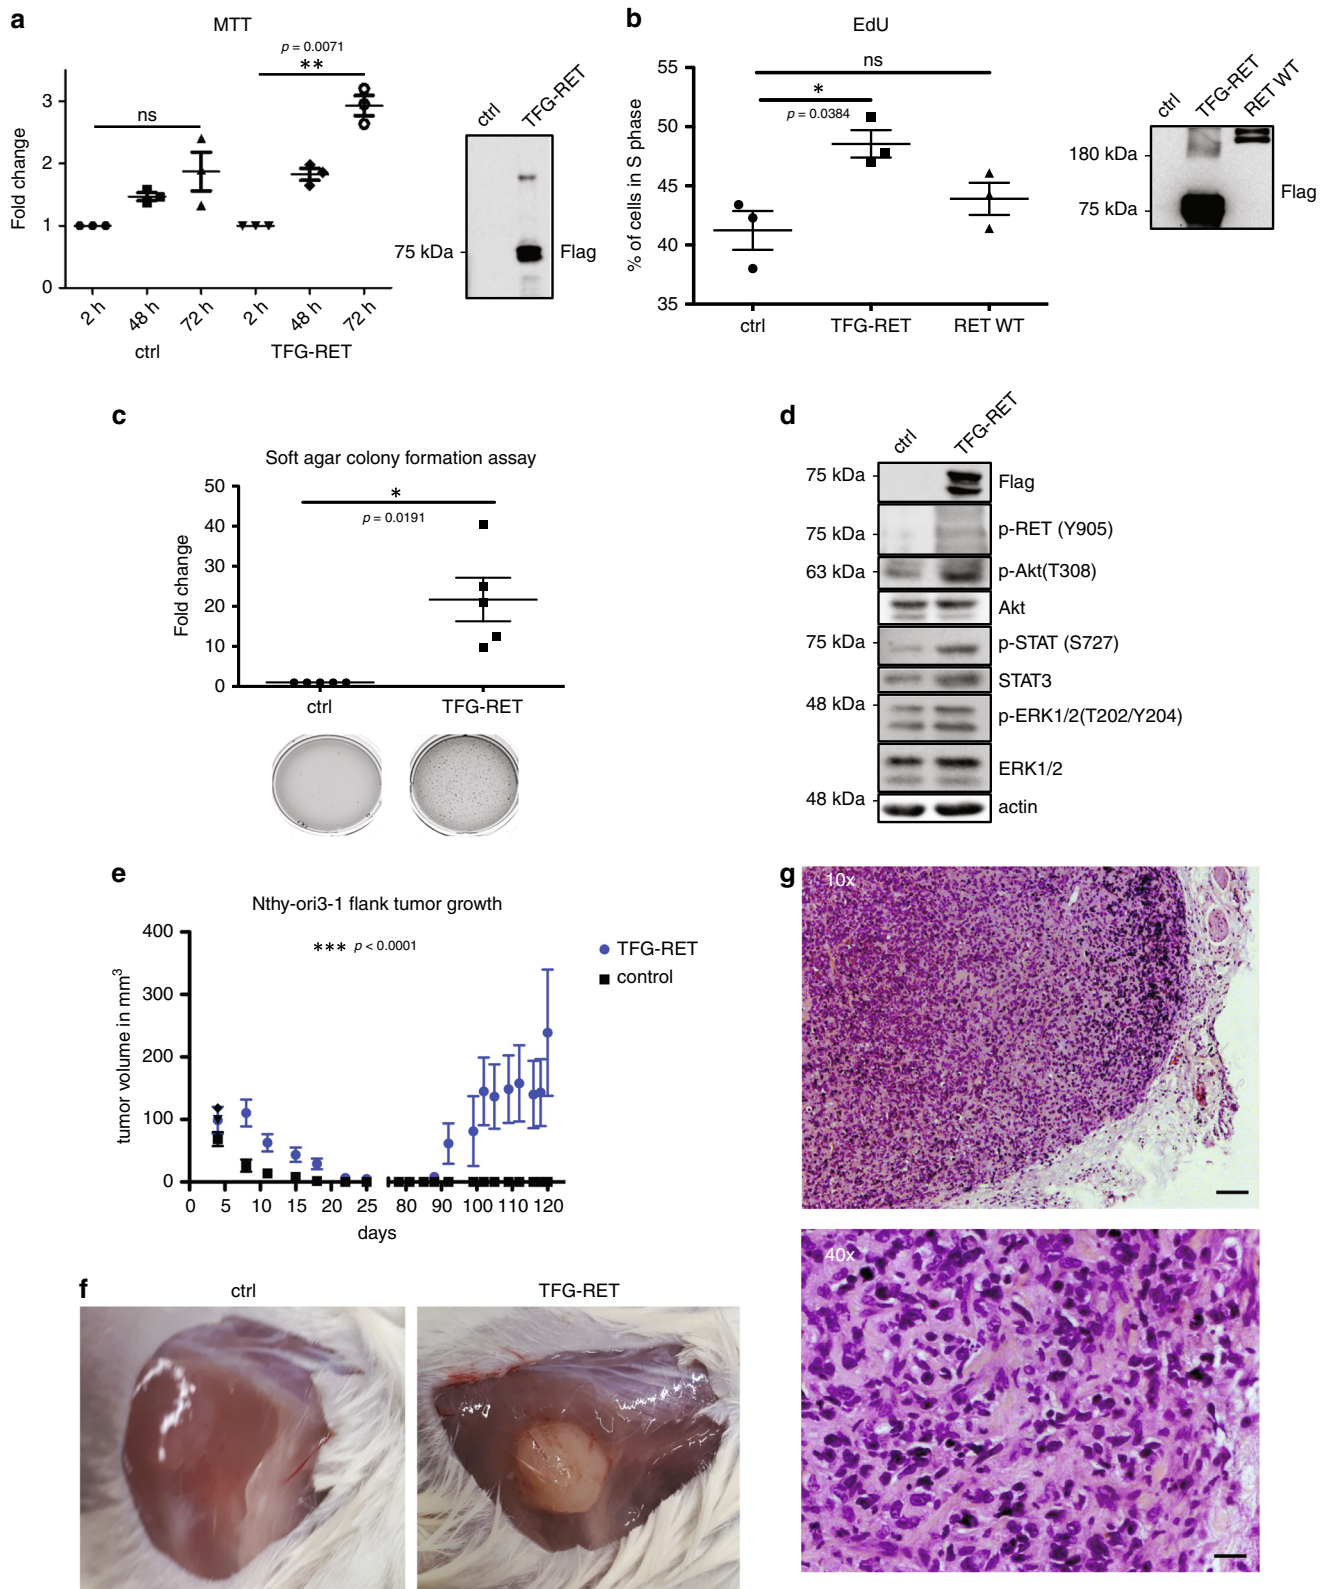 a
MTT
p = 0.0071
**
ns
Fold change
3
2
1
0
2 h
48 h
72 h
2 h
48 h
72 h
ctrl
TFG-RET
ctrl
TFG-RET
75 kDa
Flag
b
EdU
ns
*
p = 0.0384
% of cells in S phase
55
50
45
40
35
ctrl
TFG-RET
RET WT
ctrl
TFG-RET
RET WT
180 kDa
75 kDa
Flag
c
Soft agar colony formation assay
*
p = 0.0191
Fold change
50
40
30
20
10
0
ctrl
TFG-RET
d
ctrl
TFG-RET
75 kDa
Flag
75 kDa
p-RET (Y905)
63 kDa
p-Akt(T308)
Akt
75 kDa
p-STAT (S727)
STAT3
48 kDa
p-ERK1/2(T202/Y204)
ERK1/2
48 kDa
actin
e
Nthy-ori3-1 flank tumor growth
*** p < 0.0001
TFG-RET
control
tumor volume in mm³
400
300
200
100
0
0 5 10 15 20 25 80 90 100 110 120
days
f
ctrl
TFG-RET
g
10x
40x